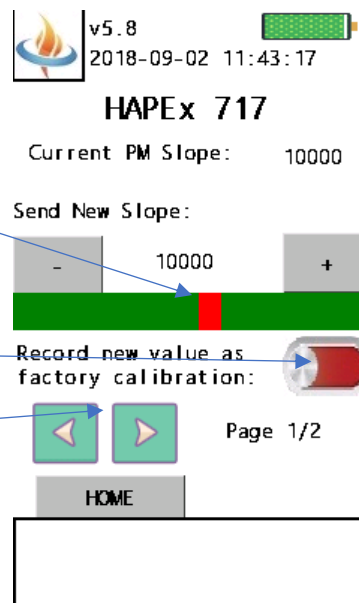 v5.8
2018-09-02 11:43:17
HAPEx 717
Current PM Slope: 10000
Send New Slope:
- 10000 +
Record new value as
factory calibration:
Page 1/2
HOME